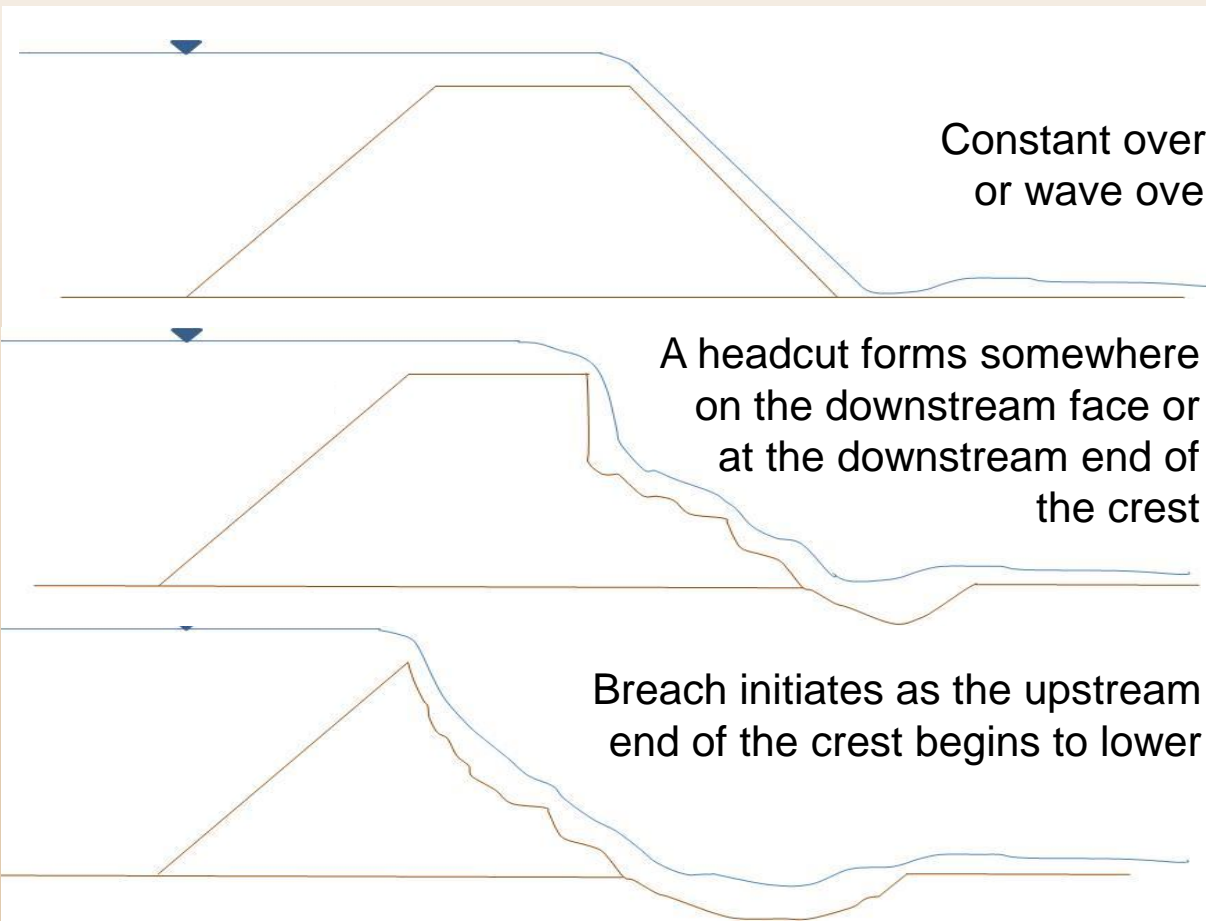 Constant over
or wave ove
A headcut forms somewhere
on the downstream face or
at the downstream end of
the crest
Breach initiates as the upstream
end of the crest begins to lower